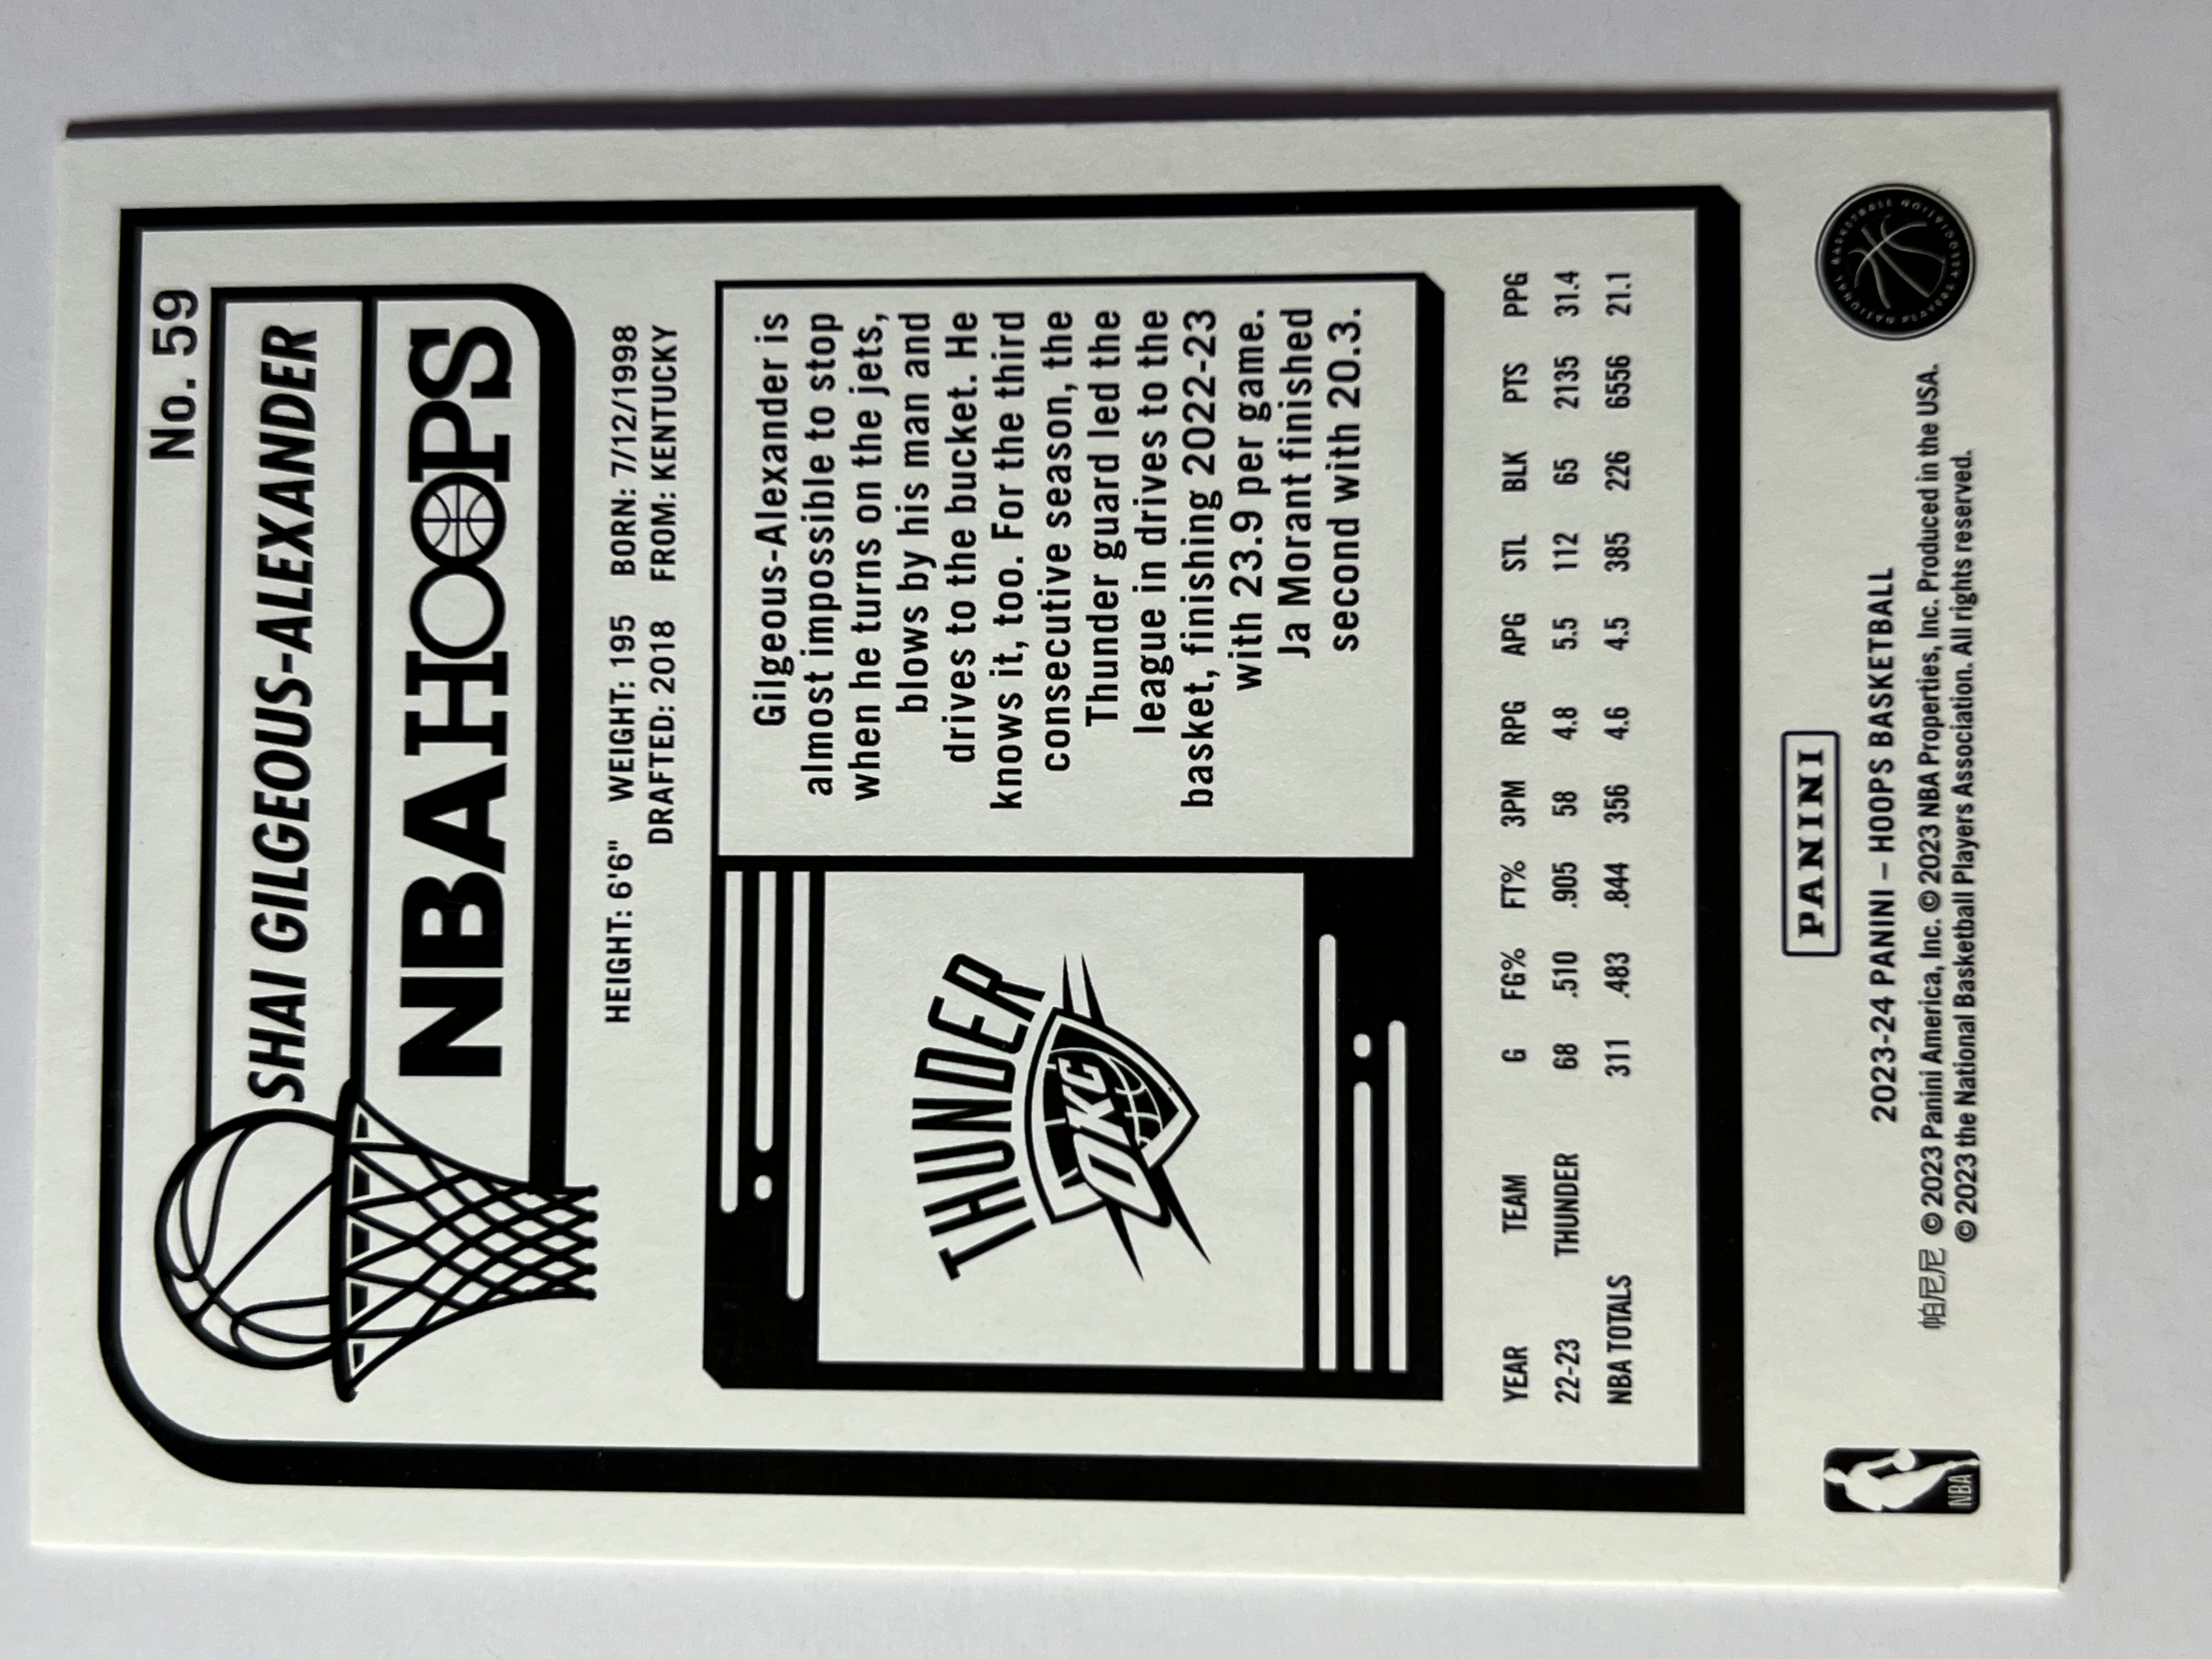 No. 59
SHAI GILGEOUS-ALEXANDER
NBA HOOPS
HEIGHT: 6'6" WEIGHT: 195 BORN: 7/12/1998
DRAFTED: 2018 FROM: KENTUCKY
THUNDER
OKC
Gilgeous-Alexander is
almost impossible to stop
when he turns on the jets,
blows by his man and
drives to the bucket. He
knows it, too. For the third
consecutive season, the
Thunder guard led the
league in drives to the
basket, finishing 2022-23
with 23.9 per game.
Ja Morant finished
second with 20.3.
YEAR TEAM G FG% FT% 3PM RPG APG STL BLK PTS PPG
22-23 THUNDER 68 .510 .905 58 4.8 5.5 112 65 2135 31.4
NBA TOTALS 311 .483 .844 356 4.6 4.5 385 226 6556 21.1
PANINI
2023-24 PANINI – HOOPS BASKETBALL
帕尼尼 © 2023 Panini America, Inc. © 2023 NBA Properties, Inc. Produced in the USA.
© 2023 the National Basketball Players Association. All rights reserved.
NBA
NATIONAL BASKETBALL PLAYERS ASSOCIATION